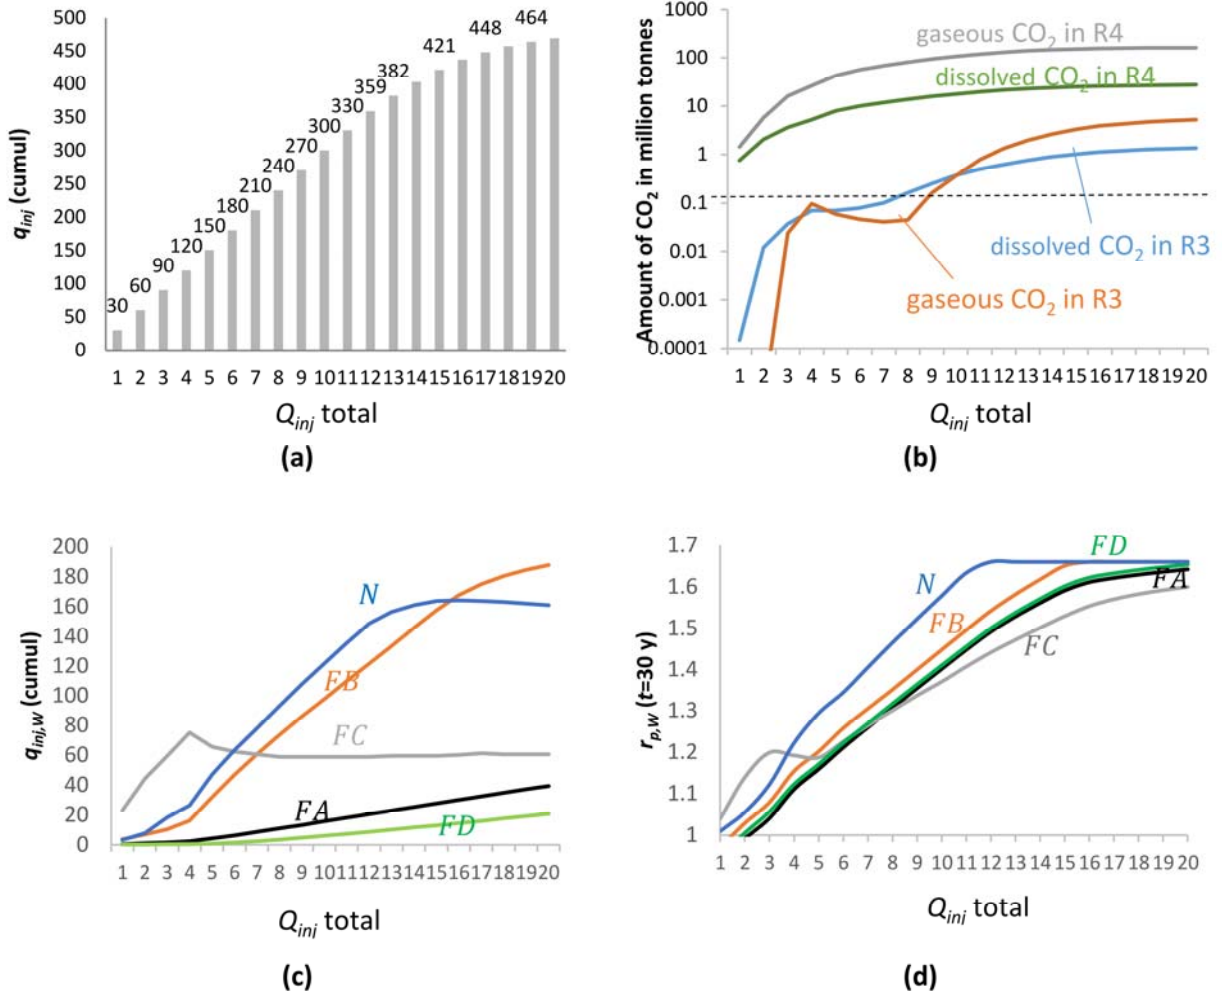 500
450
400
350
300
250
200
150
100
50
0
q_inj (cumul)
30
60
90
120
150
180
210
240
270
300
330
359
382
421
448
464
1 2 3 4 5 6 7 8 9 10 11 12 13 14 15 16 17 18 19 20
Q_inj total
(a)
1000
100
10
1
0.1
0.01
0.001
0.0001
Amount of CO2 in million tonnes
gaseous CO2 in R4
dissolved CO2 in R4
dissolved CO2 in R3
gaseous CO2 in R3
1 2 3 4 5 6 7 8 9 10 11 12 13 14 15 16 17 18 19 20
Q_inj total
(b)
200
180
160
140
120
100
80
60
40
20
0
q_inj,W (cumul)
N
FB
FC
FA
FD
1 2 3 4 5 6 7 8 9 10 11 12 13 14 15 16 17 18 19 20
Q_inj total
(c)
1.7
1.6
1.5
1.4
1.3
1.2
1.1
1
r_p,W (t=30 y)
FD
N
FA
FB
FC
1 2 3 4 5 6 7 8 9 10 11 12 13 14 15 16 17 18 19 20
Q_inj total
(d)